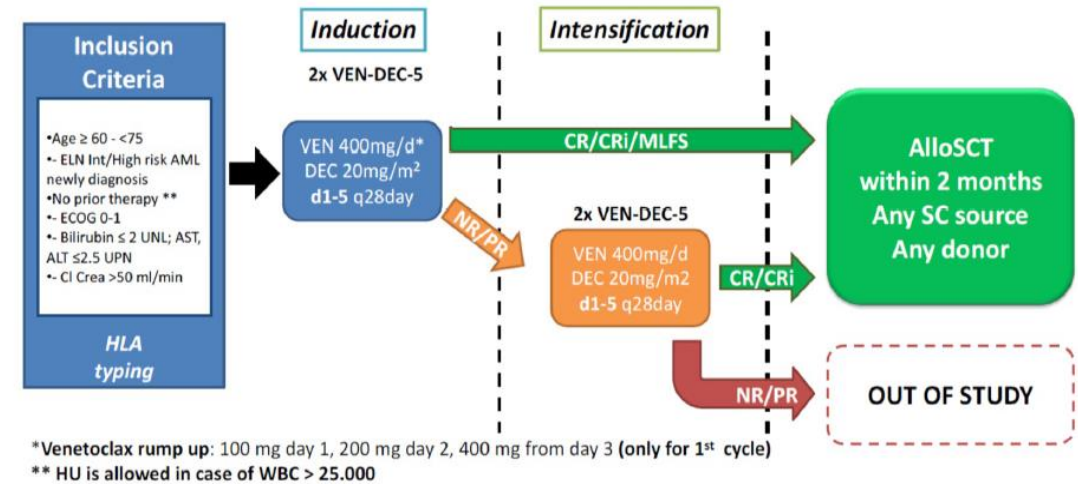 Inclusion
Criteria
•Age ≥ 60 - <75
•- ELN Int/High risk AML
newly diagnosis
•No prior therapy **
•- ECOG 0-1
•- Bilirubin ≤ 2 UNL; AST,
ALT ≤2.5 UPN
•- Cl Crea >50 ml/min
HLA
typing
Induction
2x VEN-DEC-5
VEN 400mg/d*
DEC 20mg/m²
d1-5 q28day
Intensification
CR/CRi/MLFS
NR/PR
2x VEN-DEC-5
VEN 400mg/d
DEC 20mg/m2
d1-5 q28day
CR/CRi
NR/PR
AlloSCT
within 2 months
Any SC source
Any donor
OUT OF STUDY
*Venetoclax rump up: 100 mg day 1, 200 mg day 2, 400 mg from day 3 (only for 1st cycle)
** HU is allowed in case of WBC > 25.000